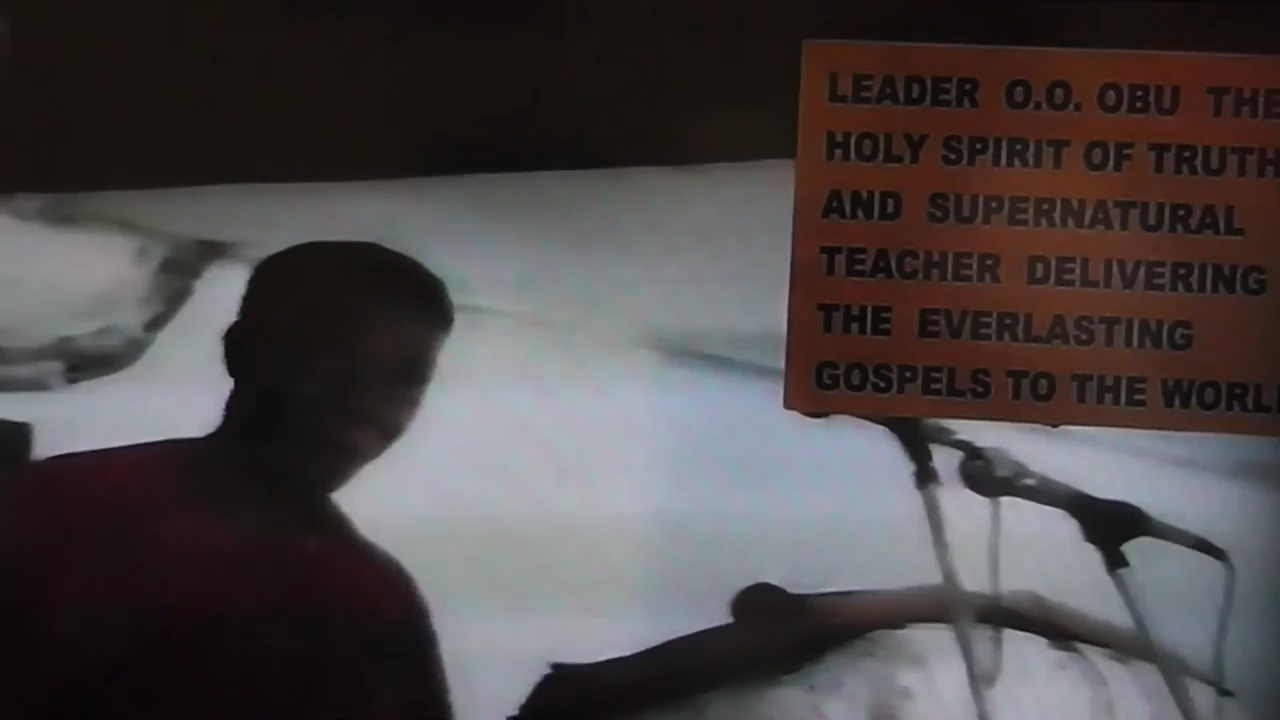 LEADER O.O. OBU THE
HOLY SPIRIT OF TRUTH
AND SUPERNATURAL
TEACHER DELIVERING
THE EVERLASTING
GOSPELS TO THE WORL